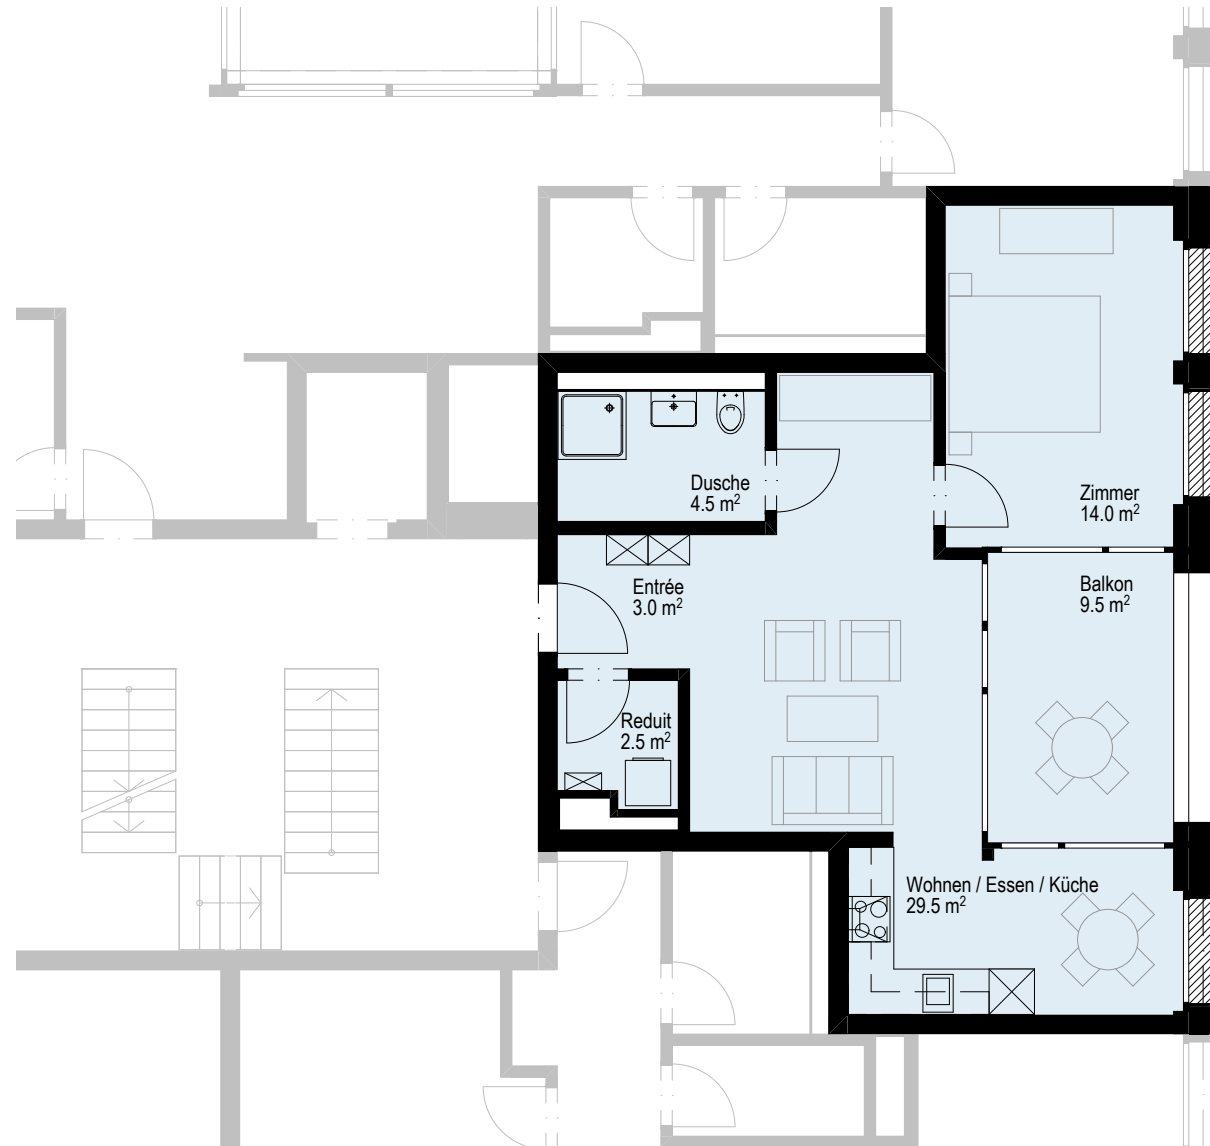 Dusche
4.5 m²
Zimmer
14.0 m²
Entrée
3.0 m²
Balkon
9.5 m²
Reduit
2.5 m²
Wohnen / Essen / Küche
29.5 m²